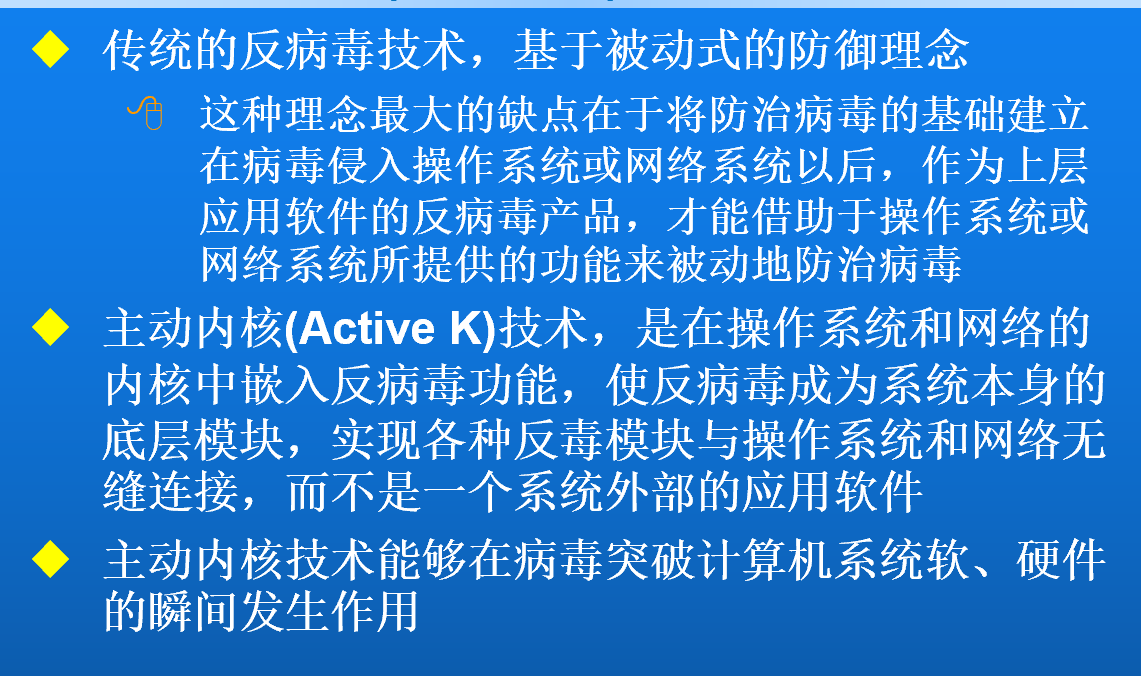 传统的反病毒技术，基于被动式的防御理念
这种理念最大的缺点在于将防治病毒的基础建立
在病毒侵入操作系统或网络系统以后，作为上层
应用软件的反病毒产品，才能借助于操作系统或
网络系统所提供的功能来被动地防治病毒
主动内核(Active K)技术，是在操作系统和网络的
内核中嵌入反病毒功能，使反病毒成为系统本身的
底层模块，实现各种反毒模块与操作系统和网络无
缝连接，而不是一个系统外部的应用软件
主动内核技术能够在病毒突破计算机系统软、硬件
的瞬间发生作用